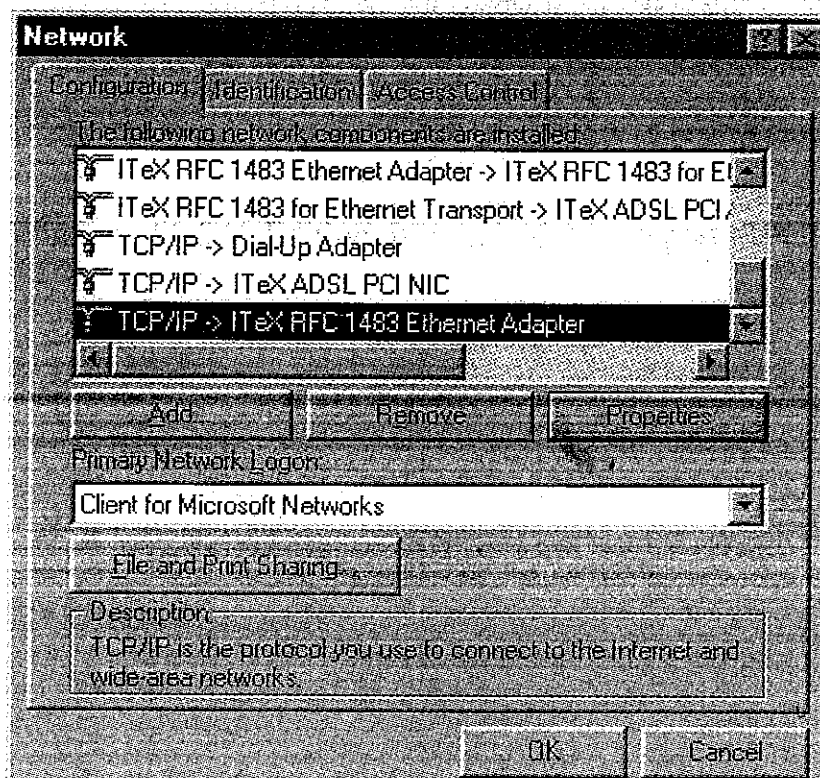 Network
Configuration Identification Access Control
The following network components are installed:
ITeX RFC 1483 Ethernet Adapter -> ITeX RFC 1483 for Et
ITeX RFC 1483 for Ethernet Transport -> ITeX ADSL PCI
TCP/IP -> Dial-Up Adapter
TCP/IP -> ITeX ADSL PCI NIC
TCP/IP -> ITeX RFC 1483 Ethernet Adapter
Add... Remove Properties
Primary Network Logon:
Client for Microsoft Networks
File and Print Sharing...
Description
TCP/IP is the protocol you use to connect to the Internet and
wide-area networks.
OK Cancel